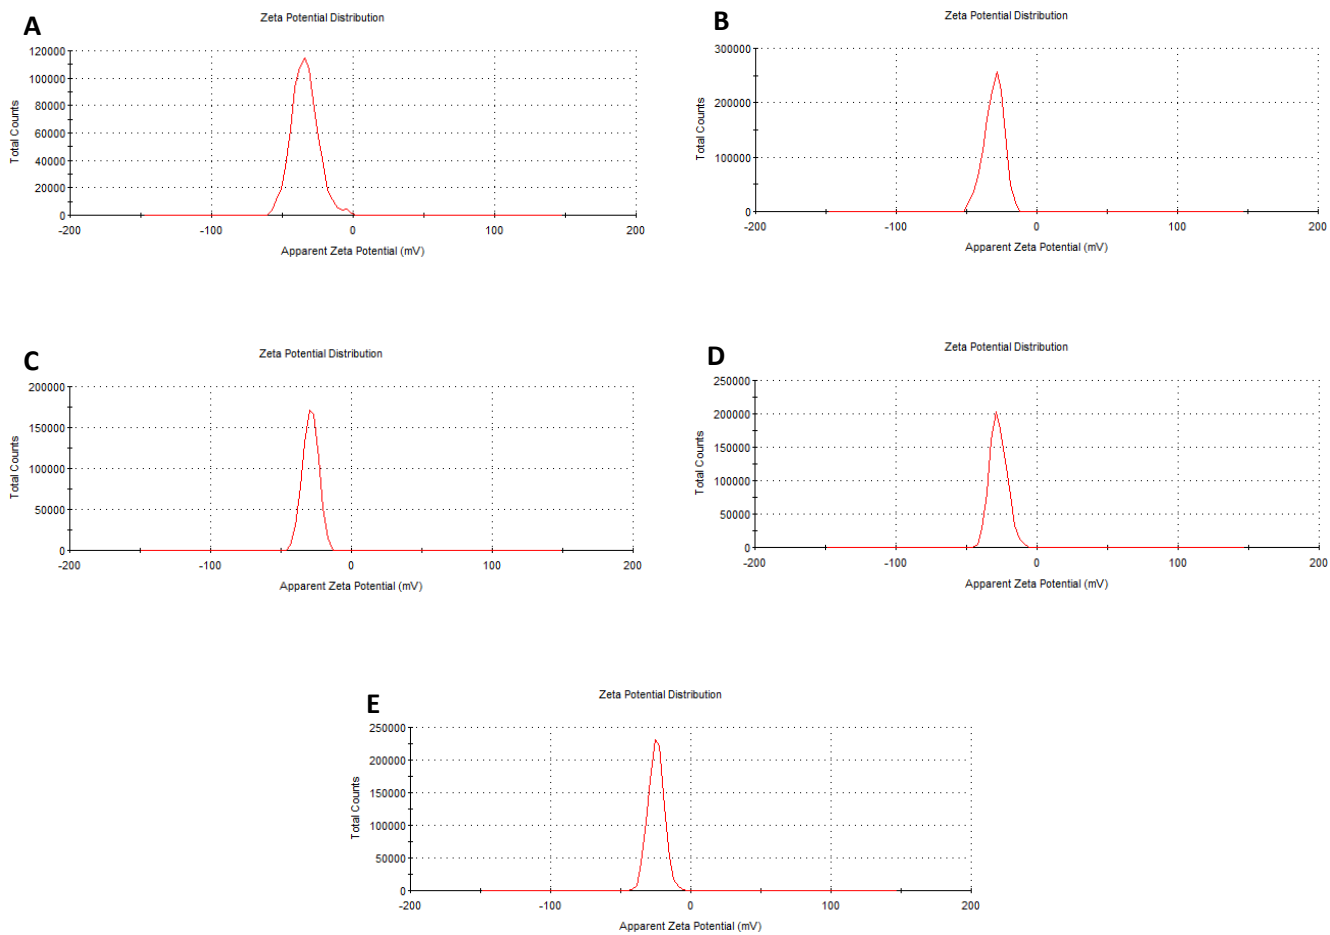 A
Zeta Potential Distribution
120000
100000
80000
60000
40000
20000
0
Total Counts
-200 -100 0 100 200
Apparent Zeta Potential (mV)
B
Zeta Potential Distribution
300000
200000
100000
0
Total Counts
-200 -100 0 100 200
Apparent Zeta Potential (mV)
C
Zeta Potential Distribution
200000
150000
100000
50000
0
Total Counts
-200 -100 0 100 200
Apparent Zeta Potential (mV)
D
Zeta Potential Distribution
250000
200000
150000
100000
50000
0
Total Counts
-200 -100 0 100 200
Apparent Zeta Potential (mV)
E
Zeta Potential Distribution
250000
200000
150000
100000
50000
0
Total Counts
-200 -100 0 100 200
Apparent Zeta Potential (mV)